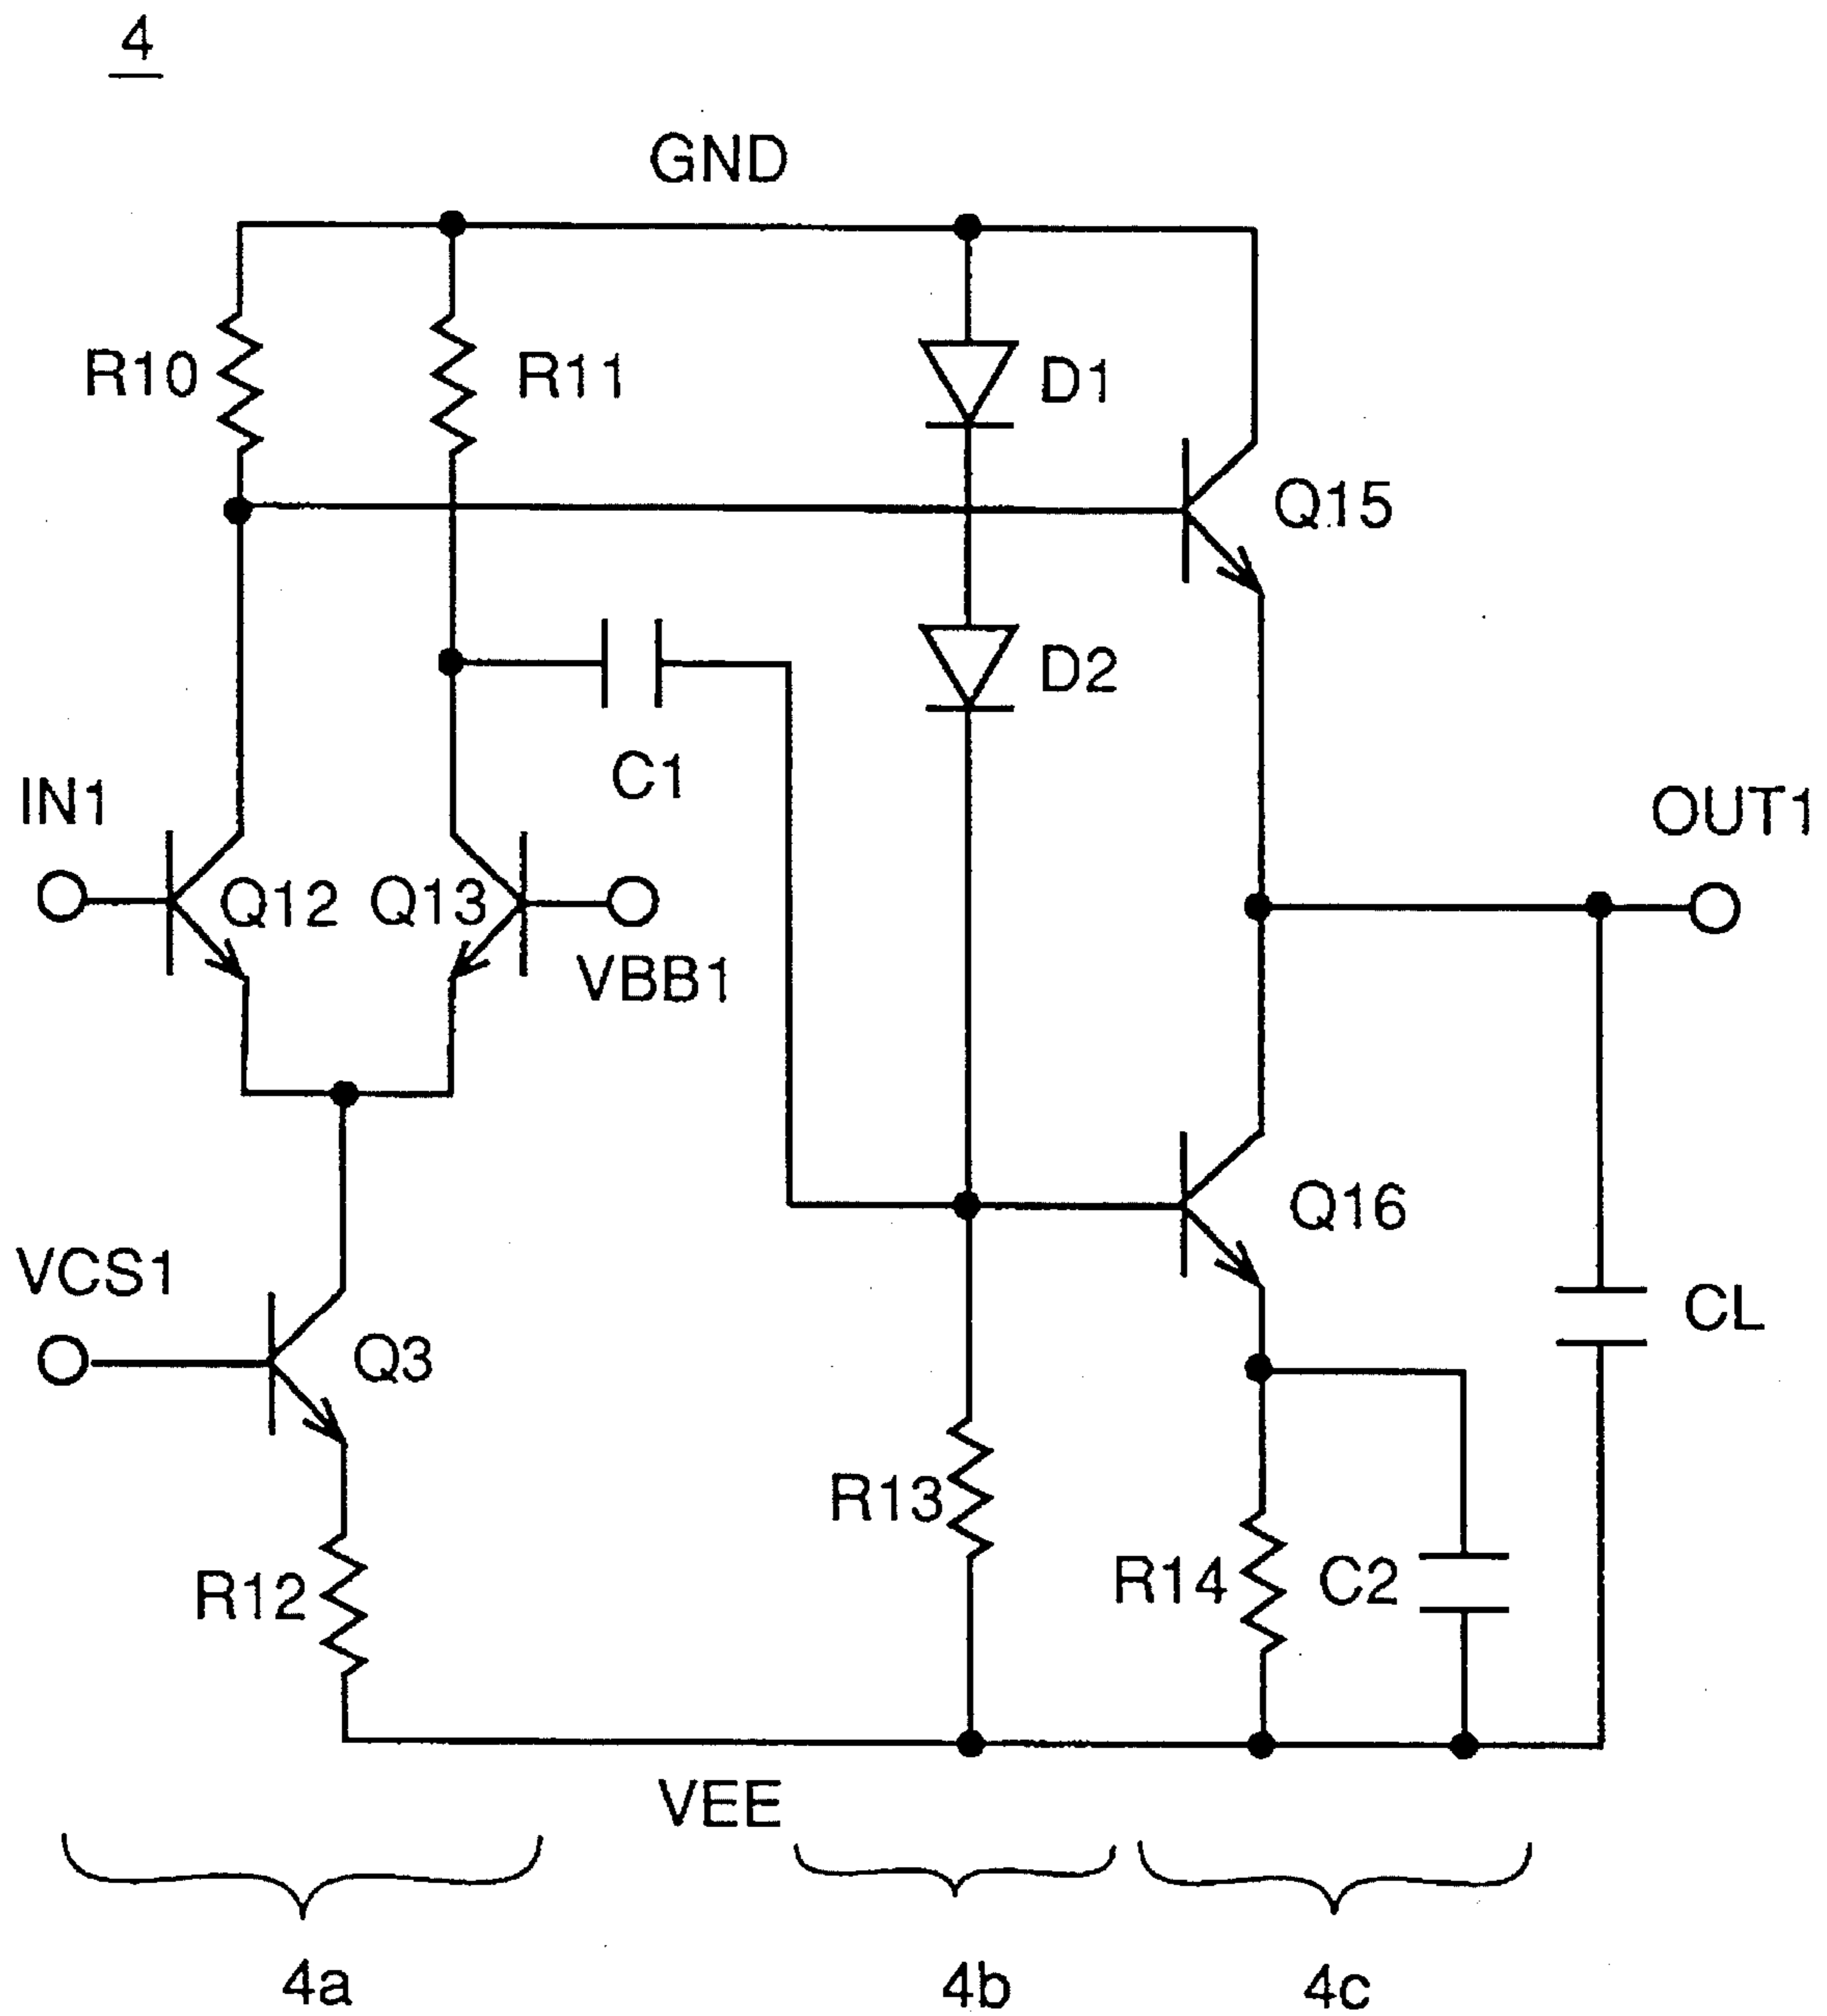 4
GND
R10
R11
D1
Q15
D2
C1
IN1
OUT1
Q12
Q13
VBB1
Q16
VCS1
CL
Q3
R13
R14
C2
R12
VEE
4a
4b
4c